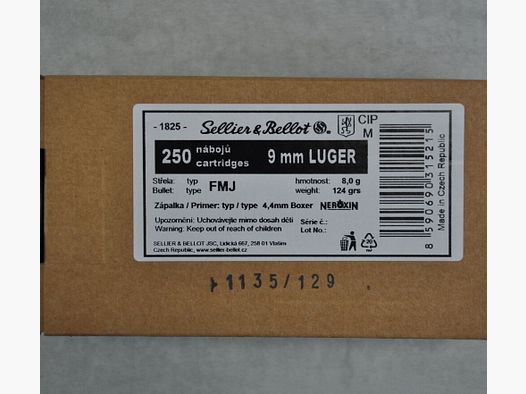 - 1825 -
Sellier & Bellot
CIP
M
250 nábojů
cartridges
9 mm LUGER
Střela: typ
Bullet: type
FMJ
hmotnost: 8,0 g
weight: 124 grs
Zápalka / Primer: typ / type 4,4mm Boxer NEROXIN
Upozornění: Uchovávejte mimo dosah dětí
Warning: Keep out of reach of children
Série č.:
Lot No.:
SELLIER & BELLOT JSC, Lidická 667, 258 01 Vlašim
Czech Republic, www.sellier-bellot.cz
8 590690 315215
Made in Czech Republic
1135/129